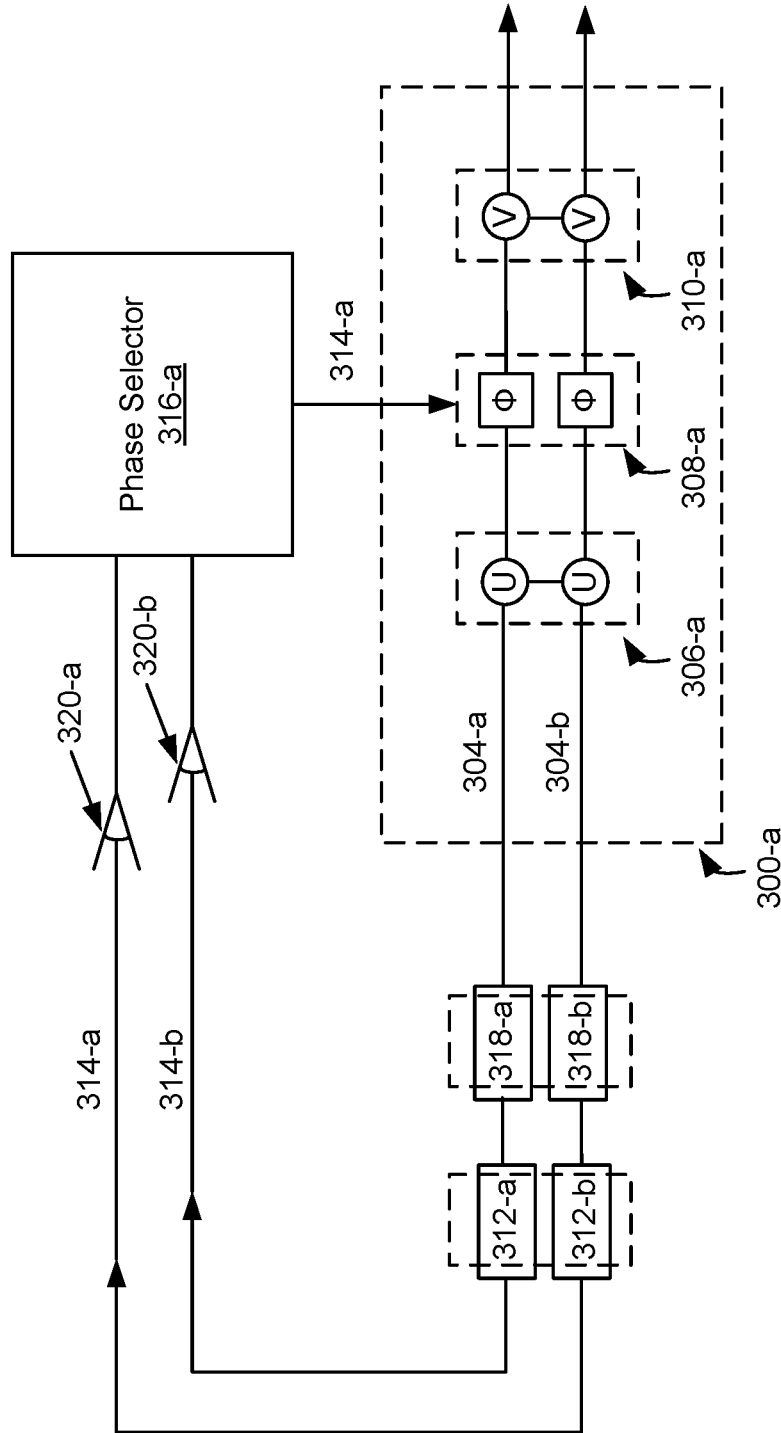 320-a
314-a
320-b
314-b
Phase Selector
316-a
314-a
304-a
312-a
318-a
U
Φ
V
304-b
312-b
318-b
U
Φ
V
306-a
308-a
310-a
300-a